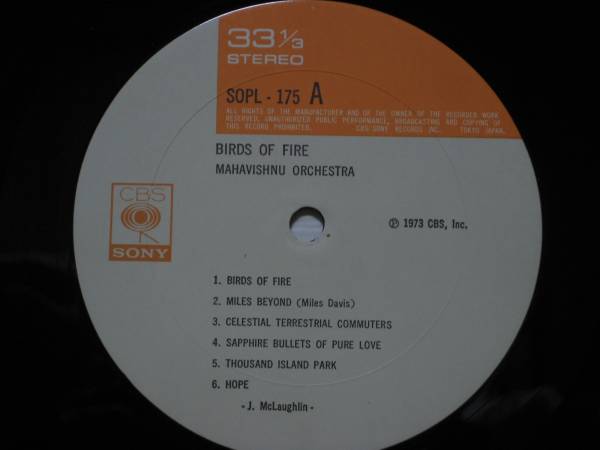 33 1/3
STEREO
SOPL - 175 A
ALL RIGHTS OF THE MANUFACTURER AND OF THE OWNER OF THE RECORDED WORK
RESERVED. UNAUTHORIZED PUBLIC PERFORMANCE, BROADCASTING AND COPYING OF
THIS RECORD PROHIBITED. CBS/SONY RECORDS INC. TOKYO JAPAN.
BIRDS OF FIRE
MAHAVISHNU ORCHESTRA
CBS
SONY
℗ 1973 CBS, Inc.
1. BIRDS OF FIRE
2. MILES BEYOND (Miles Davis)
3. CELESTIAL TERRESTRIAL COMMUTERS
4. SAPPHIRE BULLETS OF PURE LOVE
5. THOUSAND ISLAND PARK
6. HOPE
- J. McLaughlin -